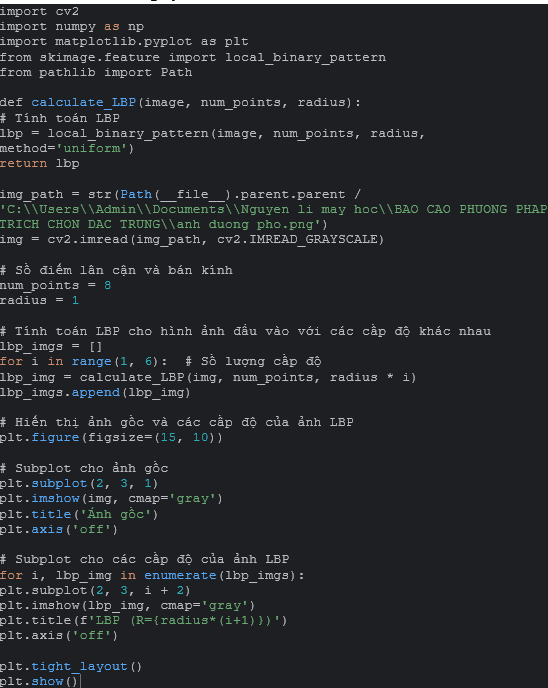 import cv2
import numpy as np
import matplotlib.pyplot as plt
from skimage.feature import local_binary_pattern
from pathlib import Path
def calculate_LBP(image, num_points, radius):
# Tính toán LBP
lbp = local_binary_pattern(image, num_points, radius,
method='uniform')
return lbp
img_path = str(Path(__file__).parent.parent /
'C:\\Users\\Admin\\Documents\\Nguyen li may hoc\\BAO CAO PHUONG PHAP
TRICH CHON DAC TRUNG\\anh duong pho.png')
img = cv2.imread(img_path, cv2.IMREAD_GRAYSCALE)
# Số điểm lân cận và bán kính
num_points = 8
radius = 1
# Tính toán LBP cho hình ảnh đầu vào với các cấp độ khác nhau
lbp_imgs = []
for i in range(1, 6):  # Số lượng cấp độ
lbp_img = calculate_LBP(img, num_points, radius * i)
lbp_imgs.append(lbp_img)
# Hiển thị ảnh gốc và các cấp độ của ảnh LBP
plt.figure(figsize=(15, 10))
# Subplot cho ảnh gốc
plt.subplot(2, 3, 1)
plt.imshow(img, cmap='gray')
plt.title('Ảnh gốc')
plt.axis('off')
# Subplot cho các cấp độ của ảnh LBP
for i, lbp_img in enumerate(lbp_imgs):
plt.subplot(2, 3, i + 2)
plt.imshow(lbp_img, cmap='gray')
plt.title(f'LBP (R={radius*(i+1)})')
plt.axis('off')
plt.tight_layout()
plt.show()